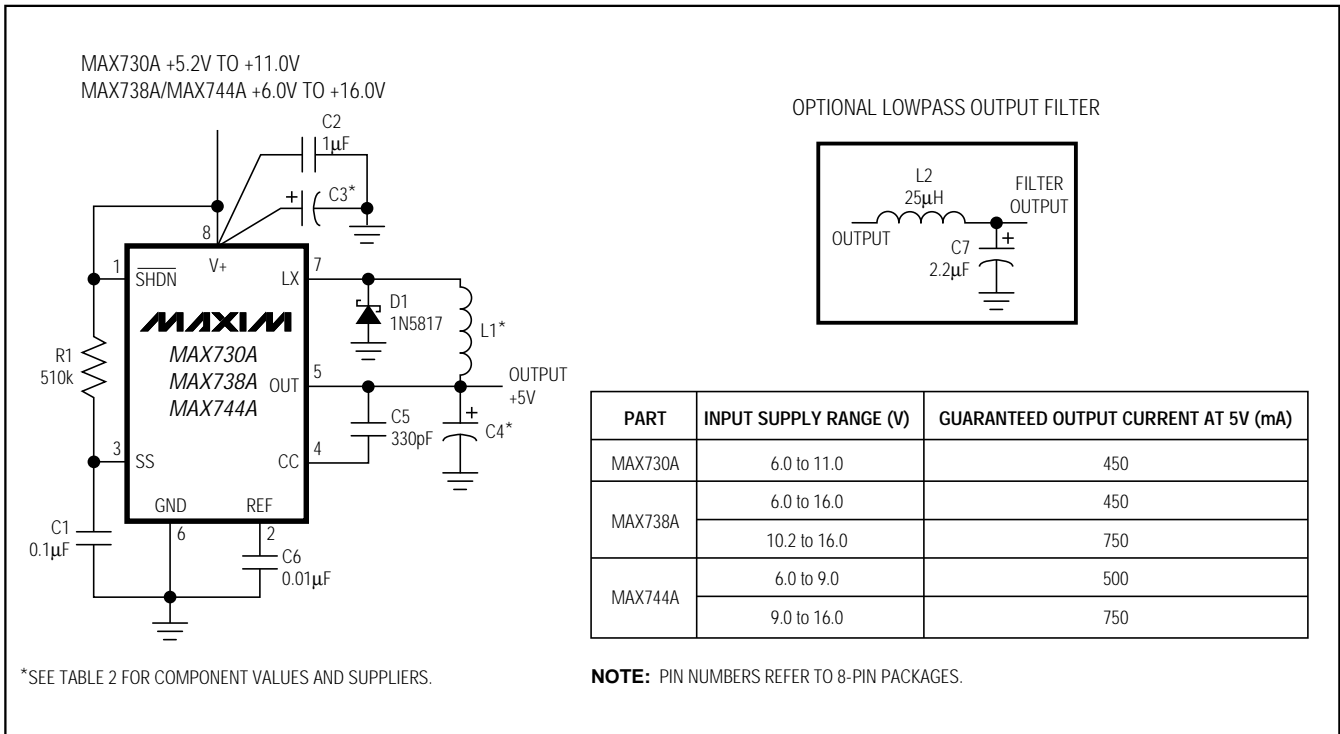 MAX730A +5.2V TO +11.0V
MAX738A/MAX744A +6.0V TO +16.0V
C2
1µF
+
C3*
8
V+
1
SHDN
7
LX
MAXIM
MAX730A
MAX738A
MAX744A
R1
510k
D1
1N5817
L1*
5
OUT
OUTPUT
+5V
C5
330pF
+
C4*
4
CC
3
SS
GND
6
REF
2
C1
0.1µF
C6
0.01µF
*SEE TABLE 2 FOR COMPONENT VALUES AND SUPPLIERS.
OPTIONAL LOWPASS OUTPUT FILTER
L2
25µH
FILTER
OUTPUT
OUTPUT
C7
2.2µF
+
PART INPUT SUPPLY RANGE (V) GUARANTEED OUTPUT CURRENT AT 5V (mA)
MAX730A 6.0 to 11.0 450
MAX738A 6.0 to 16.0 450
10.2 to 16.0 750
MAX744A 6.0 to 9.0 500
9.0 to 16.0 750
NOTE: PIN NUMBERS REFER TO 8-PIN PACKAGES.